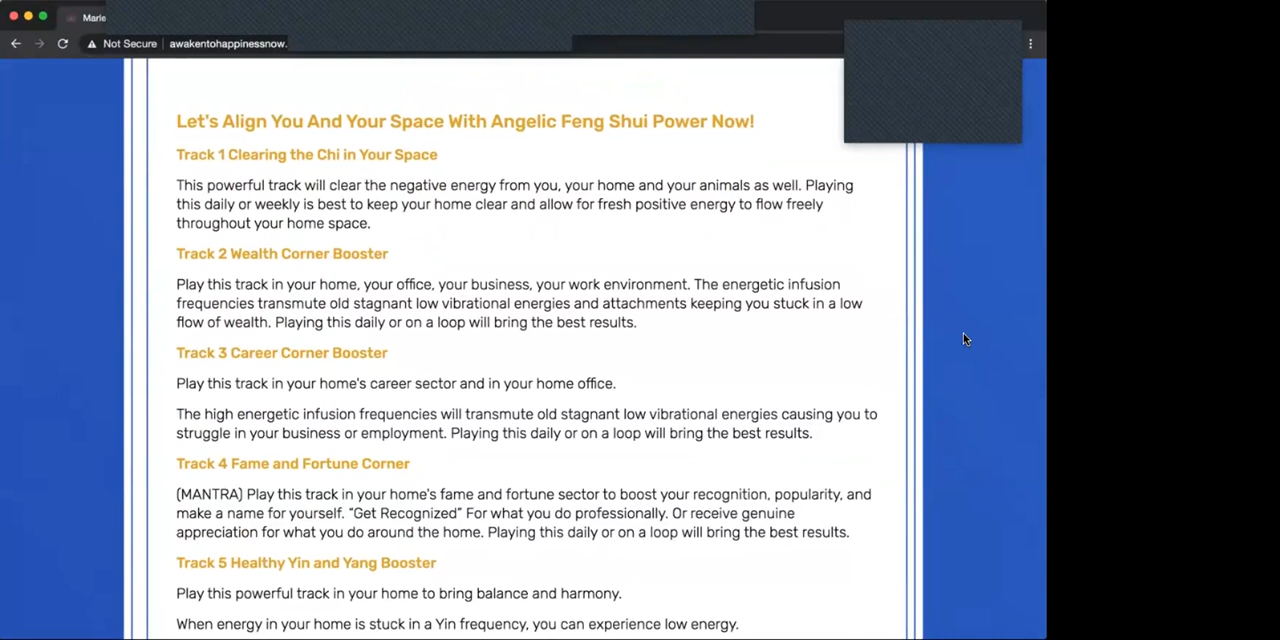 Marle
Not Secure
awakentohappinessnow.
Let's Align You And Your Space With Angelic Feng Shui Power Now!
Track 1 Clearing the Chi in Your Space
This powerful track will clear the negative energy from you, your home and your animals as well. Playing
this daily or weekly is best to keep your home clear and allow for fresh positive energy to flow freely
throughout your home space.
Track 2 Wealth Corner Booster
Play this track in your home, your office, your business, your work environment. The energetic infusion
frequencies transmute old stagnant low vibrational energies and attachments keeping you stuck in a low
flow of wealth. Playing this daily or on a loop will bring the best results.
Track 3 Career Corner Booster
Play this track in your home's career sector and in your home office.
The high energetic infusion frequencies will transmute old stagnant low vibrational energies causing you to
struggle in your business or employment. Playing this daily or on a loop will bring the best results.
Track 4 Fame and Fortune Corner
(MANTRA) Play this track in your home's fame and fortune sector to boost your recognition, popularity, and
make a name for yourself. “Get Recognized” For what you do professionally. Or receive genuine
appreciation for what you do around the home. Playing this daily or on a loop will bring the best results.
Track 5 Healthy Yin and Yang Booster
Play this powerful track in your home to bring balance and harmony.
When energy in your home is stuck in a Yin frequency, you can experience low energy.